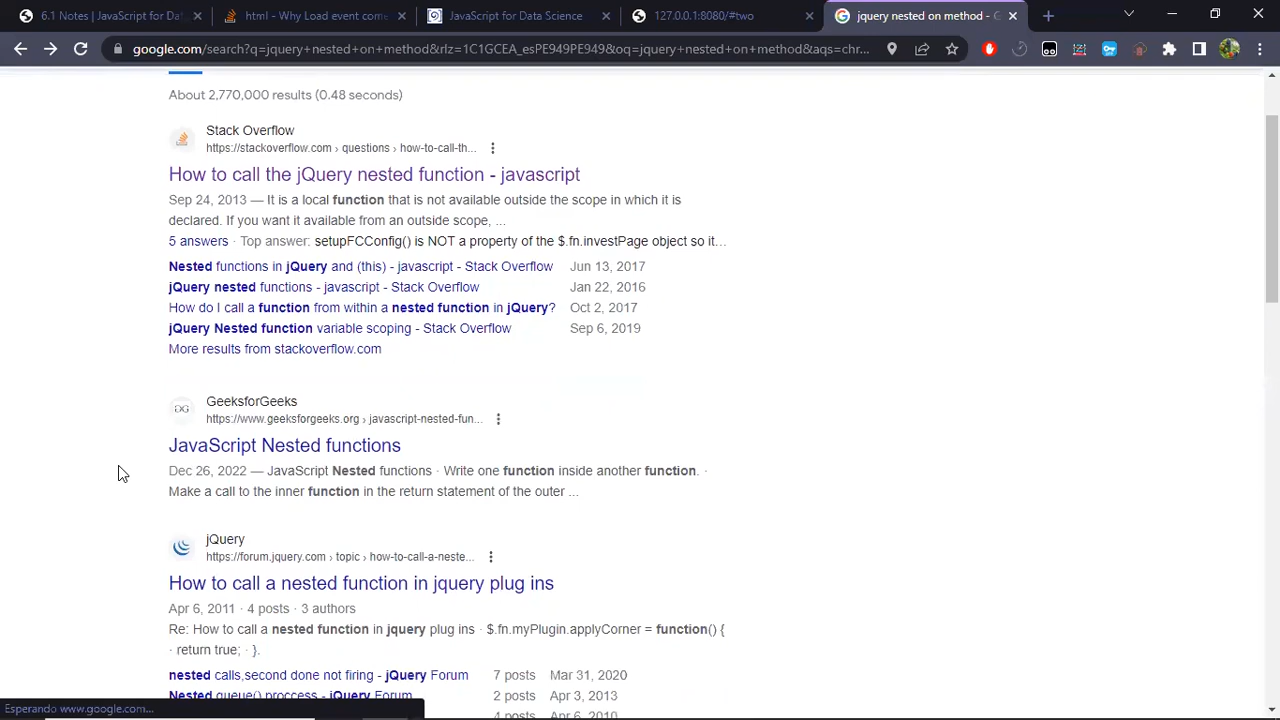 6.1 Notes | JavaScript for Dat
html - Why Load event come
JavaScript for Data Science
127.0.0.1:8080/#two
jquery nested on method - G
google.com/search?q=jquery+nested+on+method&rlz=1C1GCEA_esPE949PE949&oq=jquery+nested+on+method&aqs=chr...
About 2,770,000 results (0.48 seconds)
Stack Overflow
https://stackoverflow.com › questions › how-to-call-th...
How to call the jQuery nested function - javascript
Sep 24, 2013 — It is a local function that is not available outside the scope in which it is
declared. If you want it available from an outside scope, ...
5 answers · Top answer: setupFCConfig() is NOT a property of the $.fn.investPage object so it...
Nested functions in jQuery and (this) - javascript - Stack Overflow Jun 13, 2017
jQuery nested functions - javascript - Stack Overflow Jan 22, 2016
How do I call a function from within a nested function in jQuery? Oct 2, 2017
jQuery Nested function variable scoping - Stack Overflow Sep 6, 2019
More results from stackoverflow.com
GeeksforGeeks
https://www.geeksforgeeks.org › javascript-nested-fun...
JavaScript Nested functions
Dec 26, 2022 — JavaScript Nested functions · Write one function inside another function. ·
Make a call to the inner function in the return statement of the outer ...
jQuery
https://forum.jquery.com › topic › how-to-call-a-neste...
How to call a nested function in jquery plug ins
Apr 6, 2011 · 4 posts · 3 authors
Re: How to call a nested function in jquery plug ins · $.fn.myPlugin.applyCorner = function() {
· return true; · }.
nested calls,second done not firing - jQuery Forum 7 posts Mar 31, 2020
Nested queue() proccess - jQuery Forum 2 posts Apr 3, 2013
4 posts Apr 6, 2010
Esperando www.google.com...